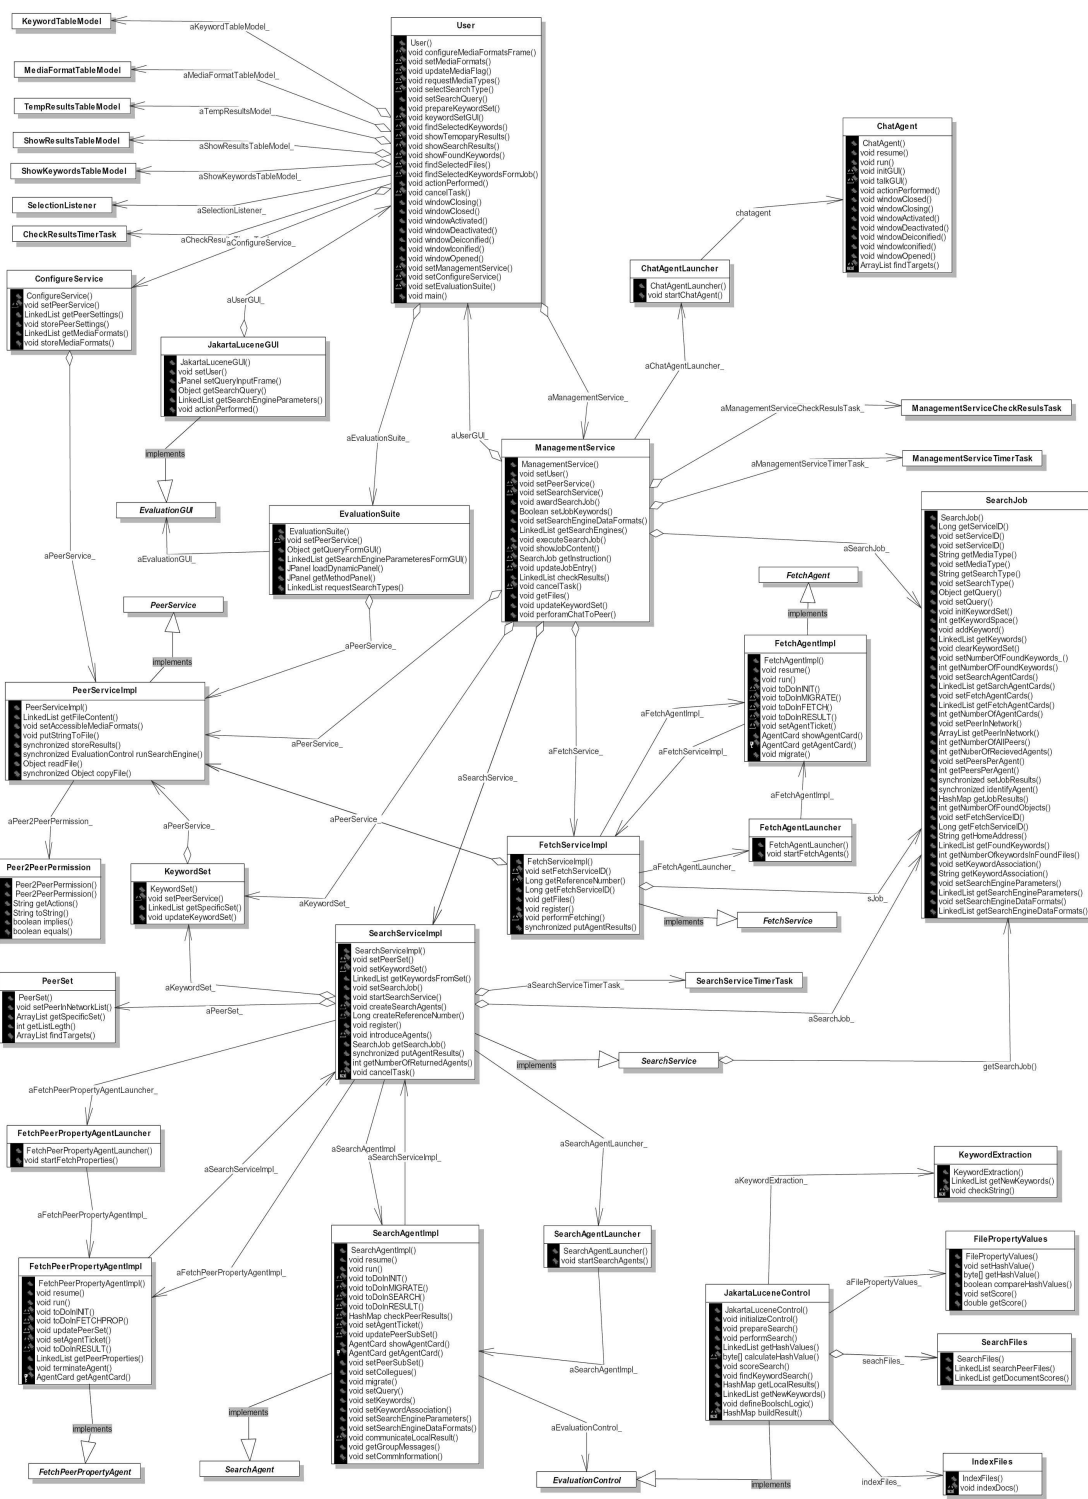 KeywordTableModel
aKeywordTableModel_
MediaFormatTableModel
aMediaFormatTableModel_
TempResultsTableModel
aTempResultsModel_
ShowResultsTableModel
aShowResultsTableModel_
ShowKeywordsTableModel
aShowKeywordsTableModel_
SelectionListener
aSelectionListener_
CheckResultsTimerTask
aConfigureService_
User
User()
void configureMediaFormatsFrame()
void setMediaFormats()
void updateMediaFlag()
void requestMediaTypes()
void selectSearchType()
void setSearchQuery()
void prepareKeywordSet()
void keywordSetGUI()
void findSelectedKeywords()
void showTemoparyResults()
void showSearchResults()
void showFoundKeywords()
void findSelectedFiles()
void findSelectedKeywordsFormJob()
void actionPerformed()
void cancelTask()
void windowClosing()
void windowClosed()
void windowActivated()
void windowDeactivated()
void windowDeiconified()
void windowIconified()
void windowOpened()
void setManagementService()
void setConfigureService()
void setEvaluationSuite()
void main()
ChatAgent
ChatAgent()
void resume()
void run()
void initGUI()
void talkGUI()
void actionPerformed()
void windowClosed()
void windowClosing()
void windowActivated()
void windowDeactivated()
void windowDeiconified()
void windowIconified()
void windowOpened()
ArrayList findTargets()
chatagent
ChatAgentLauncher
ChatAgentLauncher()
void startChatAgent()
aChatAgentLauncher_
ConfigureService
ConfigureService()
void setPeerService()
LinkedList getPeerSettings()
void storePeerSettings()
LinkedList getMediaFormats()
void storeMediaFormats()
aUserGUI_
JakartaLuceneGUI
JakartaLuceneGUI()
void setUser()
JPanel setQueryInputFrame()
Object getSearchQuery()
LinkedList getSearchEngineParameters()
void actionPerformed()
implements
EvaluationGUI
aEvaluationGUI_
aEvaluationSuite_
aUserGUI_
aManagementService_
EvaluationSuite
EvaluationSuite()
void setPeerService()
Object getQueryFormGUI()
LinkedList getSearchEngineParameteresFormGUI()
JPanel loadDynamicPanel()
JPanel getMethodPanel()
LinkedList requestSearchTypes()
ManagementService
ManagementService()
void setUser()
void setPeerService()
void setSearchService()
void awardSearchJob()
Boolean setJobKeywords()
void setSearchEngineDataFormats()
LinkedList getSearchEngines()
void executeSearchJob()
void showJobContent()
SearchJob getInstruction()
void updateJobEntry()
LinkedList checkResults()
void cancelTask()
void getFiles()
void updateKeywordSet()
void perforamChatToPeer()
aManagementServiceCheckResulsTask_
ManagementServiceCheckResulsTask
aManagementServiceTimerTask_
ManagementServiceTimerTask
aSearchJob_
SearchJob
SearchJob()
Long getServiceID()
void setServiceID()
void setServiceID()
String getMediaType()
void setMediaType()
String getSearchType()
void setSearchType()
Object getQuery()
void setQuery()
void initKeywordSet()
int getKeywordSpace()
void addKeyword()
LinkedList getKeywords()
void clearKeywordSet()
void setNumberOfFoundKeywords_()
int getNumberOfFoundKeywords()
void setSearchAgentCards()
LinkedList getSarchAgentCards()
void setFetchAgentCards()
LinkedList getFetchAgentCards()
int getNumberOfAgentCards()
void setPeerInNetwork()
ArrayList getPeerInNetwork()
int getNumberOfAllPeers()
int getNuberOfRecievedAgents()
void setPeersPerAgent()
int getPeersPerAgent()
synchronized setJobResults()
synchronized identifyAgent()
HashMap getJobResults()
int getNumberOfFoundObjects()
void setFetchServiceID()
Long getFetchServiceID()
String getHomeAddress()
LinkedList getFoundKeywords()
int getNumberOfkeywordsInFoundFiles()
void setKeywordAssociation()
String getKeywordAssociation()
void setSearchEngineParameters()
LinkedList getSearchEngineParameters()
void setSearchEngineDataFormats()
LinkedList getSearchEngineDataFormats()
aPeerService_
PeerService
implements
aPeerService_
PeerServiceImpl
PeerServiceImpl()
LinkedList getFileContent()
void setAccessibleMediaFormats()
void putStringToFile()
synchronized storeResults()
synchronized EvaluationControl runSearchEngine()
Object readFile()
synchronized Object copyFile()
aPeerService_
aSearchService_
aFetchService_
FetchAgent
implements
FetchAgentImpl
FetchAgentImpl()
void resume()
void run()
void toDoInINIT()
void toDoInMIGRATE()
void toDoInFETCH()
void toDoInRESULT()
void setAgentTicket()
AgentCard showAgentCard()
AgentCard getAgentCard()
void migrate()
aFetchAgentImpl_
aFetchServiceImpl_
aFetchAgentImpl_
FetchAgentLauncher
FetchAgentLauncher()
void startFetchAgents()
aFetchAgentLauncher_
aPeer2PeerPermission_
aPeerService_
aPeerService_
Peer2PeerPermission
Peer2PeerPermission()
Peer2PeerPermission()
String getActions()
String toString()
boolean implies()
boolean equals()
KeywordSet
KeywordSet()
void setPeerService()
LinkedList getSpecificSet()
void updateKeywordSet()
aKeywordSet_
FetchServiceImpl
FetchServiceImpl()
void setFetchServiceID()
Long getReferenceNumber()
Long getFetchServiceID()
void getFiles()
void register()
void performFetching()
synchronized putAgentResults()
sJob_
implements
FetchService
PeerSet
PeerSet()
void setPeerInNetworkList()
ArrayList getSpecificSet()
int getListLegth()
ArrayList findTargets()
aKeywordSet_
aPeerSet_
SearchServiceImpl
SearchServiceImpl()
void setPeerSet()
void setKeywordSet()
LinkedList getKeywordsFromSet()
void setSearchJob()
void startSearchService()
void createSearchAgents()
Long createReferenceNumber()
void register()
void introduceAgents()
SearchJob getSearchJob()
synchronized putAgentResults()
int getNumberOfReturnedAgents()
void cancelTask()
aSearchServiceTimerTask_
SearchServiceTimerTask
aSearchJob_
implements
SearchService
getSearchJob()
aFetchPeerPropertyAgentLauncher_
FetchPeerPropertyAgentLauncher
FetchPeerPropertyAgentLauncher()
void startFetchProperties()
aFetchPeerPropertyAgentImpl_
aSearchServiceImpl_
aSearchAgentImpl
aSearchServiceImpl_
aSearchAgentLauncher_
FetchPeerPropertyAgentImpl
FetchPeerPropertyAgentImpl()
void resume()
void run()
void toDoInINIT()
void toDoInFETCHPROP()
void updatePeerSet()
void setAgentTicket()
void toDoInRESULT()
LinkedList getPeerProperties()
void terminateAgent()
AgentCard getAgentCard()
aFetchPeerPropertyAgentImpl_
implements
FetchPeerPropertyAgent
SearchAgentImpl
SearchAgentImpl()
void resume()
void run()
void toDoInINIT()
void toDoInMIGRATE()
void toDoInSEARCH()
void toDoInRESULT()
HashMap checkPeerResults()
void setAgentTicket()
void updatePeerSubSet()
AgentCard showAgentCard()
AgentCard getAgentCard()
void setPeerSubSet()
void setCollegues()
void migrate()
void setQuery()
void setKeywords()
void setKeywordAssociation()
void setSearchEngineParameters()
void setSearchEngineDataFormats()
void communicateLocalResult()
void getGroupMessages()
void setCommInformation()
implements
SearchAgent
SearchAgentLauncher
SearchAgentLauncher()
void startSearchAgents()
aSearchAgentImpl_
aEvaluationControl_
EvaluationControl
implements
JakartaLuceneControl
JakartaLuceneControl()
void initializeControl()
void prepareSearch()
void performSearch()
LinkedList getHashValues()
byte[] calculateHashValue()
void scoreSearch()
void findKeywordSearch()
HashMap getLocalResults()
LinkedList getNewKeywords()
void defineBoolschLogic()
HashMap buildResult()
aKeywordExtraction_
KeywordExtraction
KeywordExtraction()
LinkedList getNewKeywords()
void checkString()
aFilePropertyValues_
FilePropertyValues
FilePropertyValues()
void setHashValue()
byte[] getHashValue()
boolean compareHashValues()
void setScore()
double getScore()
seachFiles_
SearchFiles
SearchFiles()
LinkedList searchPeerFiles()
LinkedList getDocumentScores()
indexFiles_
IndexFiles
IndexFiles()
void indexDocs()